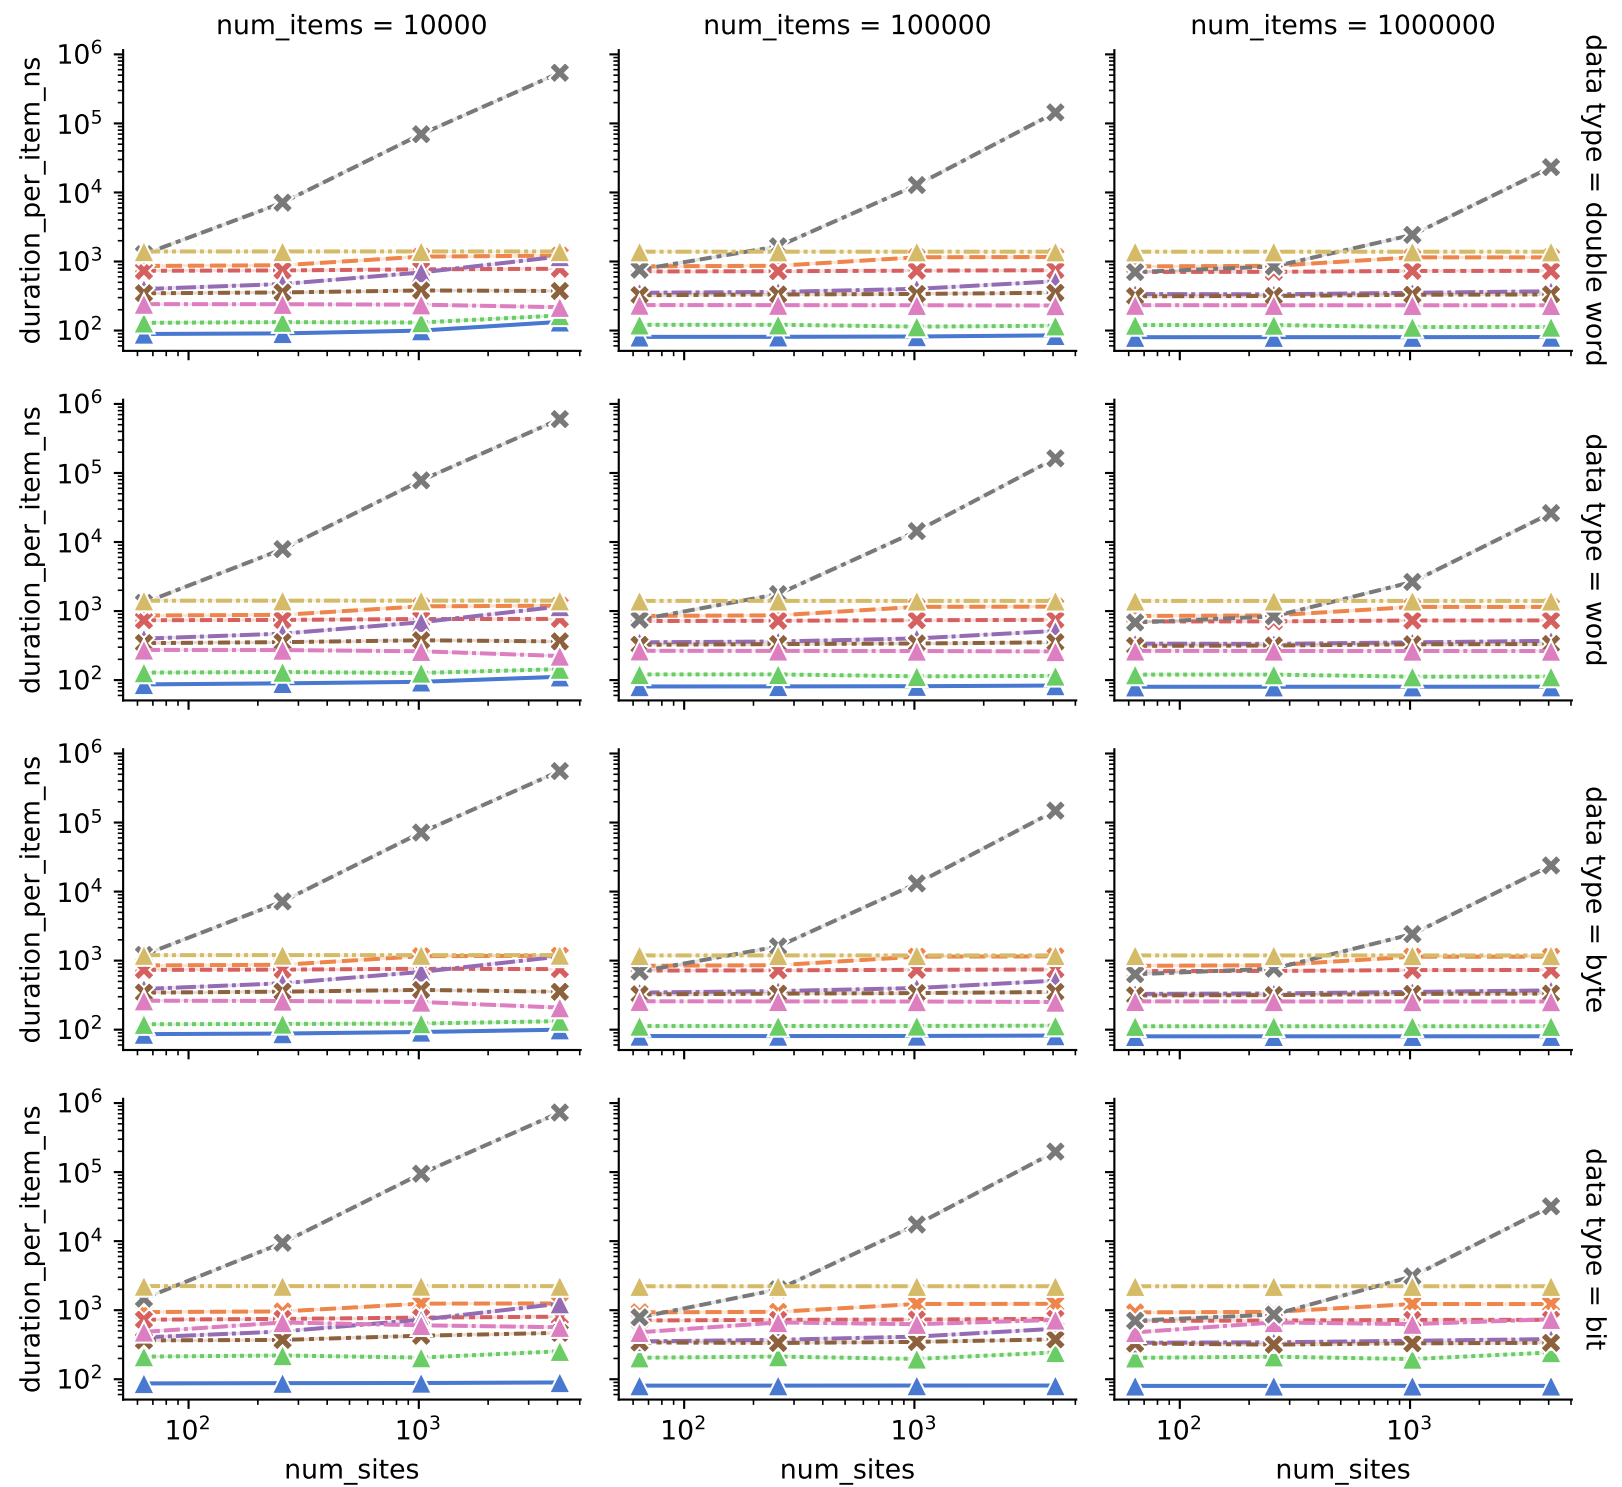 num_items = 10000
num_items = 100000
num_items = 1000000
duration_per_item_ns
10⁶
10⁵
10⁴
10³
10²
data type = double word
duration_per_item_ns
10⁶
10⁵
10⁴
10³
10²
data type = word
duration_per_item_ns
10⁶
10⁵
10⁴
10³
10²
data type = byte
duration_per_item_ns
10⁶
10⁵
10⁴
10³
10²
data type = bit
10²
10³
10²
10³
10²
10³
num_sites
num_sites
num_sites